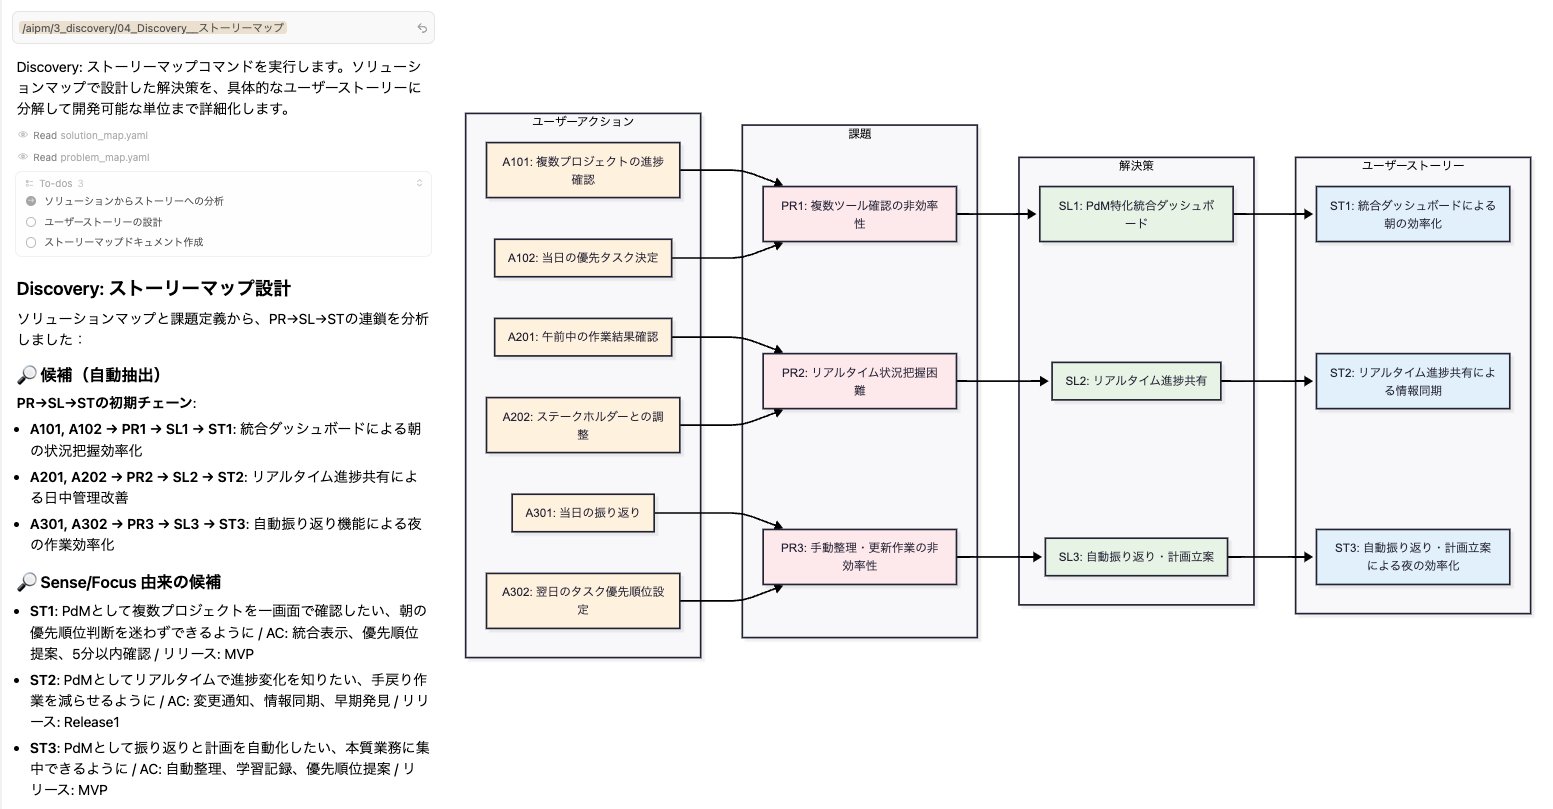 /aipm/3_discovery/04_Discovery__ストーリーマップ
Discovery: ストーリーマップコマンドを実行します。ソリューシ
ョンマップで設計した解決策を、具体的なユーザーストーリーに
分解して開発可能な単位まで詳細化します。
Read solution_map.yaml
Read problem_map.yaml
To-dos 3
ソリューションからストーリーへの分析
ユーザーストーリーの設計
ストーリーマップドキュメント作成
Discovery: ストーリーマップ設計
ソリューションマップと課題定義から、PR→SL→STの連鎖を分析
しました：
🔎 候補（自動抽出）
PR→SL→STの初期チェーン:
• A101, A102 → PR1 → SL1 → ST1: 統合ダッシュボードによる朝
の状況把握効率化
• A201, A202 → PR2 → SL2 → ST2: リアルタイム進捗共有によ
る日中管理改善
• A301, A302 → PR3 → SL3 → ST3: 自動振り返り機能による夜
の作業効率化
🔎 Sense/Focus 由来の候補
• ST1: PdMとして複数プロジェクトを一画面で確認したい、朝の
優先順位判断を迷わずできるように / AC: 統合表示、優先順位
提案、5分以内確認 / リリース: MVP
• ST2: PdMとしてリアルタイムで進捗変化を知りたい、手戻り作
業を減らせるように / AC: 変更通知、情報同期、早期発見 / リリ
ース: Release1
• ST3: PdMとして振り返りと計画を自動化したい、本質業務に集
中できるように / AC: 自動整理、学習記録、優先順位提案 / リ
リース: MVP
ユーザーアクション
A101: 複数プロジェクトの進捗
確認
A102: 当日の優先タスク決定
A201: 午前中の作業結果確認
A202: ステークホルダーとの調
整
A301: 当日の振り返り
A302: 翌日のタスク優先順位設
定
課題
PR1: 複数ツール確認の非効率
性
PR2: リアルタイム状況把握困
難
PR3: 手動整理・更新作業の非
効率性
解決策
SL1: PdM特化統合ダッシュボ
ード
SL2: リアルタイム進捗共有
SL3: 自動振り返り・計画立案
ユーザーストーリー
ST1: 統合ダッシュボードによる
朝の効率化
ST2: リアルタイム進捗共有によ
る情報同期
ST3: 自動振り返り・計画立案
による夜の効率化